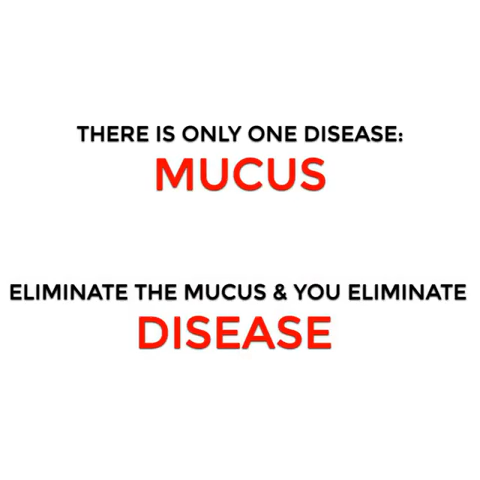 THERE IS ONLY ONE DISEASE:
MUCUS
ELIMINATE THE MUCUS & YOU ELIMINATE
DISEASE